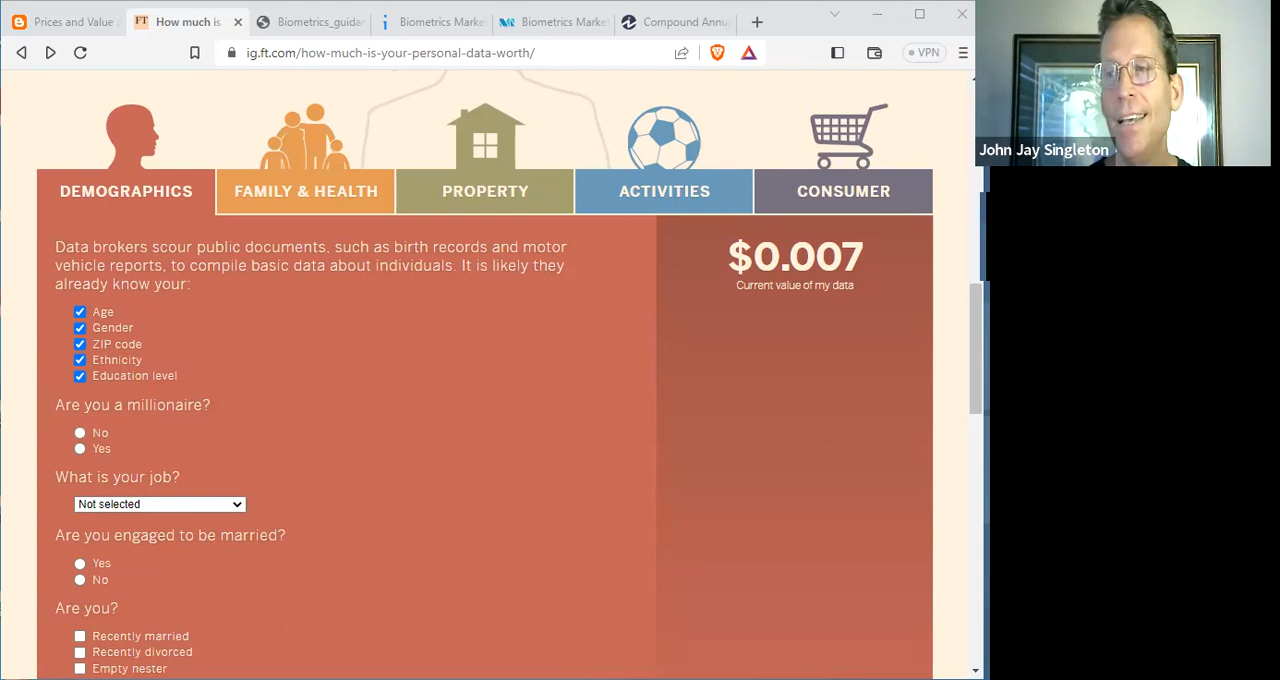 Prices and Value o
How much is
Biometrics_guidan
Biometrics Market
Biometrics Market
Compound Annu
ig.ft.com/how-much-is-your-personal-data-worth/
VPN
John Jay Singleton
DEMOGRAPHICS
FAMILY & HEALTH
PROPERTY
ACTIVITIES
CONSUMER
Data brokers scour public documents, such as birth records and motor
vehicle reports, to compile basic data about individuals. It is likely they
already know your:
Age
Gender
ZIP code
Ethnicity
Education level
$0.007
Current value of my data
Are you a millionaire?
No
Yes
What is your job?
Not selected
Are you engaged to be married?
Yes
No
Are you?
Recently married
Recently divorced
Empty nester